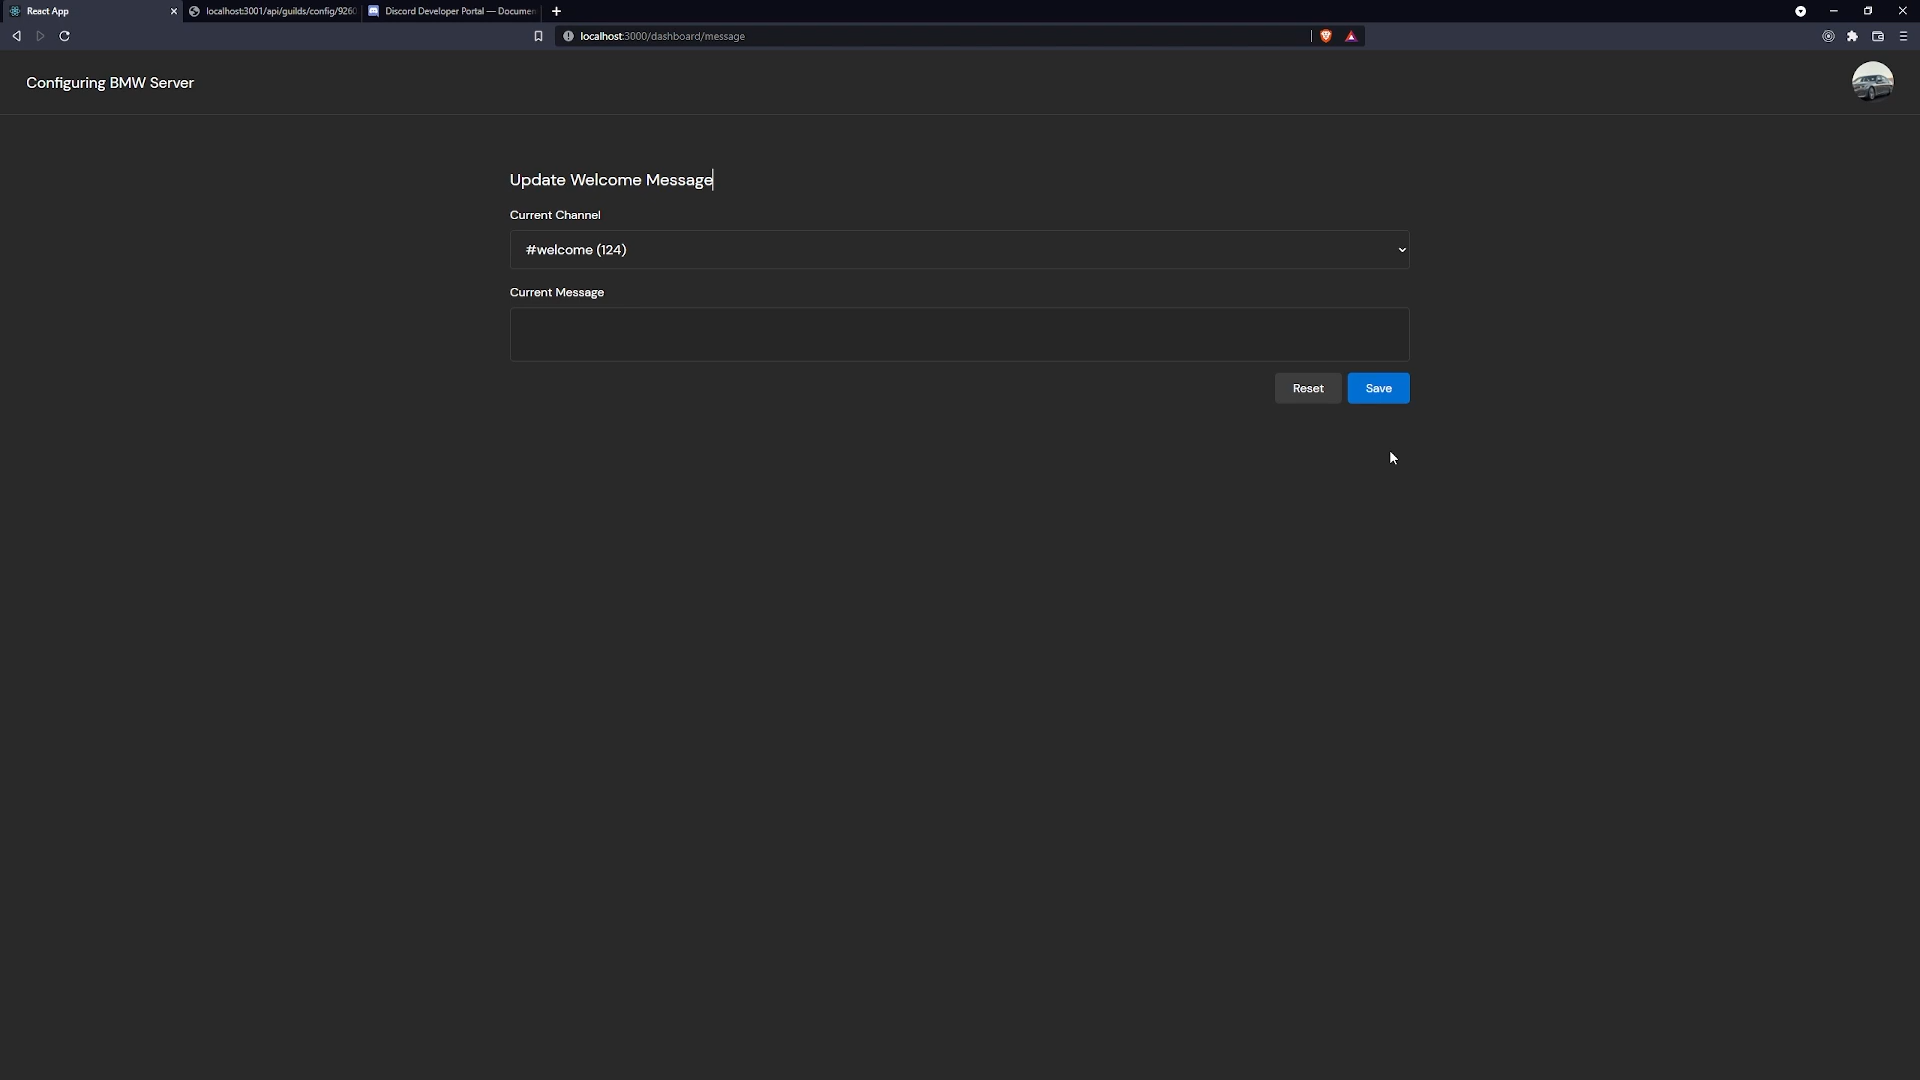 React App
localhost:3001/api/guilds/config/9260
Discord Developer Portal — Documen
localhost:3000/dashboard/message
Configuring BMW Server
Update Welcome Message
Current Channel
#welcome (124)
Current Message
Reset
Save